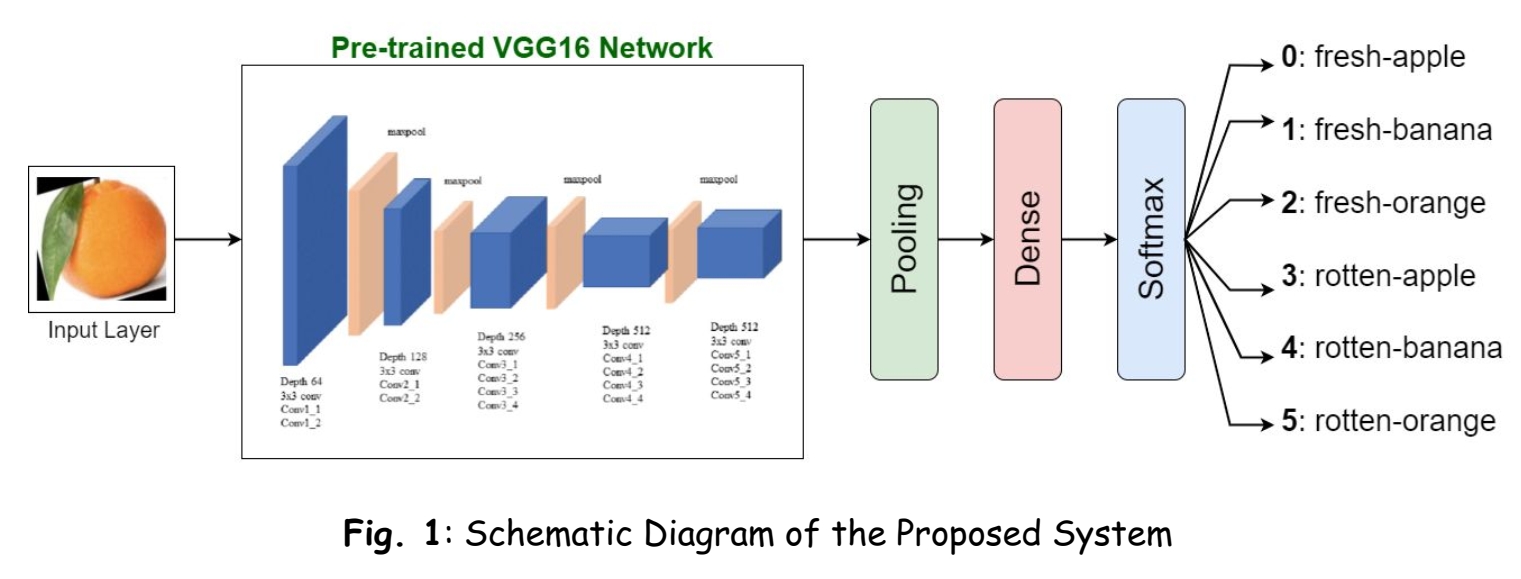 Pre-trained VGG16 Network
Input Layer
maxpool
maxpool
maxpool
maxpool
Depth 64
3x3 conv
Conv1_1
Conv1_2
Depth 128
3x3 conv
Conv2_1
Conv2_2
Depth 256
3x3 conv
Conv3_1
Conv3_2
Conv3_3
Conv3_4
Depth 512
3x3 conv
Conv4_1
Conv4_2
Conv4_3
Conv4_4
Depth 512
3x3 conv
Conv5_1
Conv5_2
Conv5_3
Conv5_4
Pooling
Dense
Softmax
0: fresh-apple
1: fresh-banana
2: fresh-orange
3: rotten-apple
4: rotten-banana
5: rotten-orange
Fig. 1: Schematic Diagram of the Proposed System